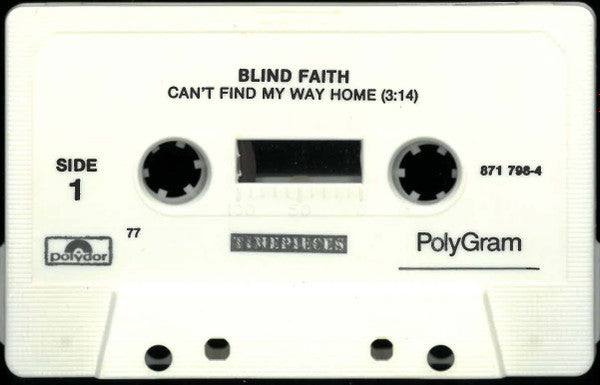 BLIND FAITH
CAN'T FIND MY WAY HOME (3:14)
SIDE
1
871 798-4
77
polydor
TIMEPIECES
PolyGram